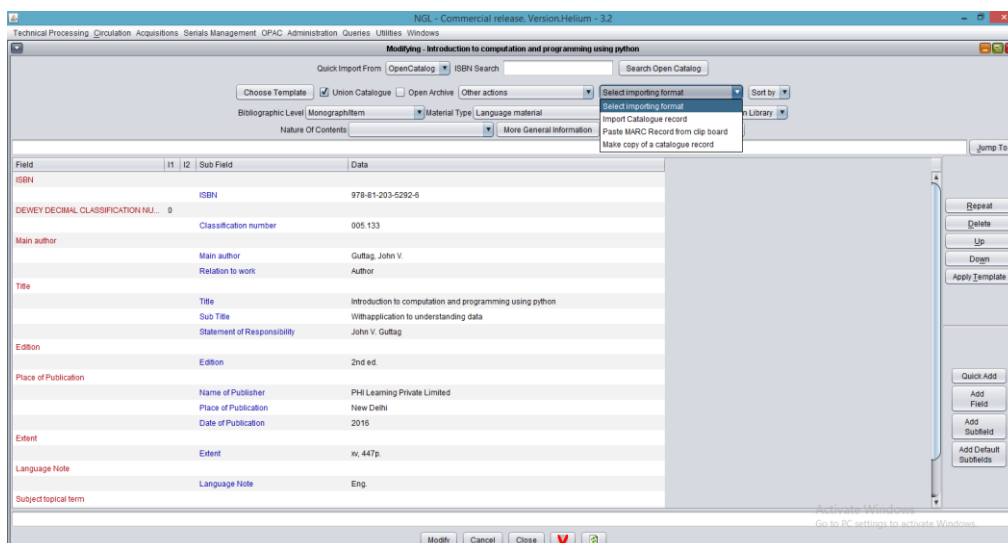 NGL - Commercial release. Version.Helium - 3.2
Technical Processing Circulation Acquisitions Serials Management OPAC Administration Queries Utilities Windows
Modifying - Introduction to computation and programming using python
Quick Import From OpenCatalog ISBN Search Search Open Catalog
Choose Template Union Catalogue Open Archive Other actions Select importing format Sort by
Select importing format
Bibliographic Level Monograph/Item Material Type Language material Import Catalogue record n Library
Nature Of Contents More General Information Paste MARC Record from clip board
Make copy of a catalogue record
Jump To
Field I1 I2 Sub Field Data
ISBN
ISBN 978-81-203-5292-6
Repeat
DEWEY DECIMAL CLASSIFICATION NU... 0
Classification number 005.133 Delete
Main author Up
Main author Guttag, John V. Down
Relation to work Author
Apply Template
Title
Title Introduction to computation and programming using python
Sub Title Withapplication to understanding data
Statement of Responsibility John V. Guttag
Edition
Edition 2nd ed.
Place of Publication Quick Add
Name of Publisher PHI Learning Private Limited Add
Field
Place of Publication New Delhi
Date of Publication 2016 Add
Subfield
Extent
Extent xv, 447p. Add Default
Subfields
Language Note
Language Note Eng.
Subject topical term
Activate Windows
Go to PC settings to activate Windows.
Modify Cancel Close